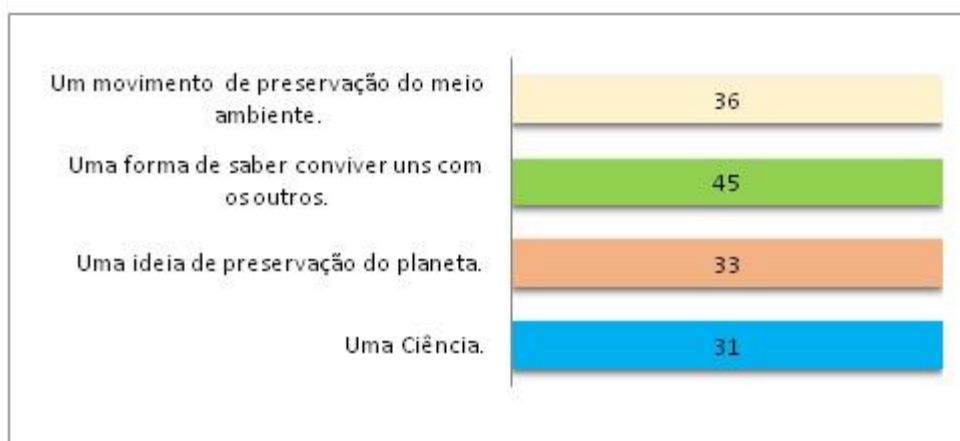 Um movimento de preservação do meio
ambiente.
36
Uma forma de saber conviver uns com
os outros.
45
Uma ideia de preservação do planeta.
33
Uma Ciência.
31